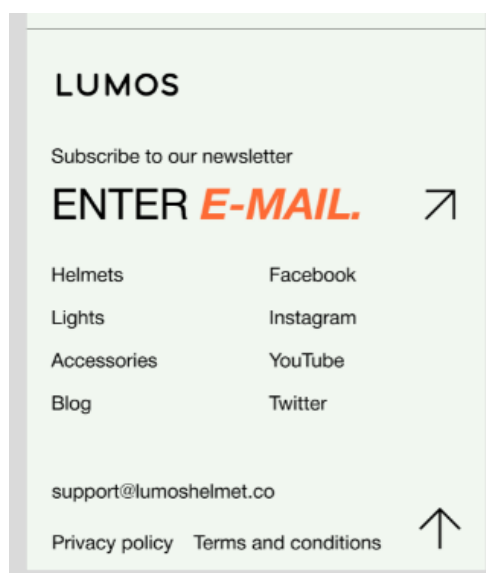 LUMOS
Subscribe to our newsletter
ENTER E-MAIL.
Helmets Facebook
Lights Instagram
Accessories YouTube
Blog Twitter
support@lumoshelmet.co
Privacy policy Terms and conditions